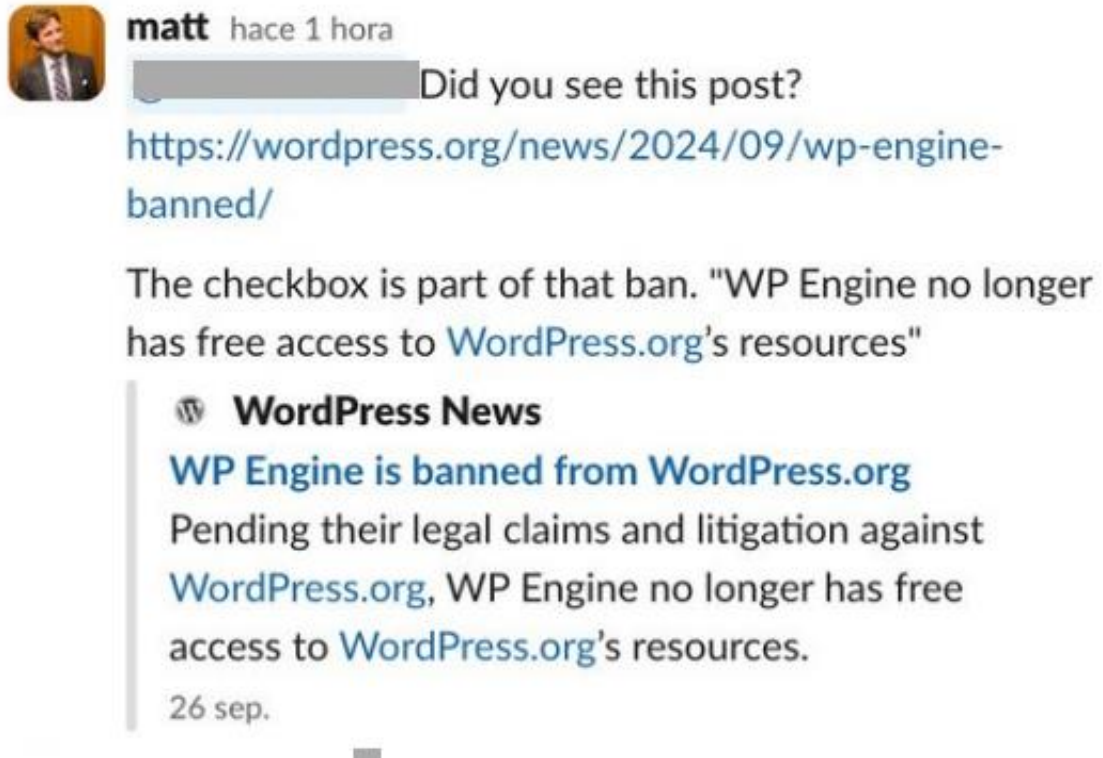 matt hace 1 hora
Did you see this post?
https://wordpress.org/news/2024/09/wp-engine-
banned/
The checkbox is part of that ban. "WP Engine no longer
has free access to WordPress.org's resources"
WordPress News
WP Engine is banned from WordPress.org
Pending their legal claims and litigation against
WordPress.org, WP Engine no longer has free
access to WordPress.org's resources.
26 sep.